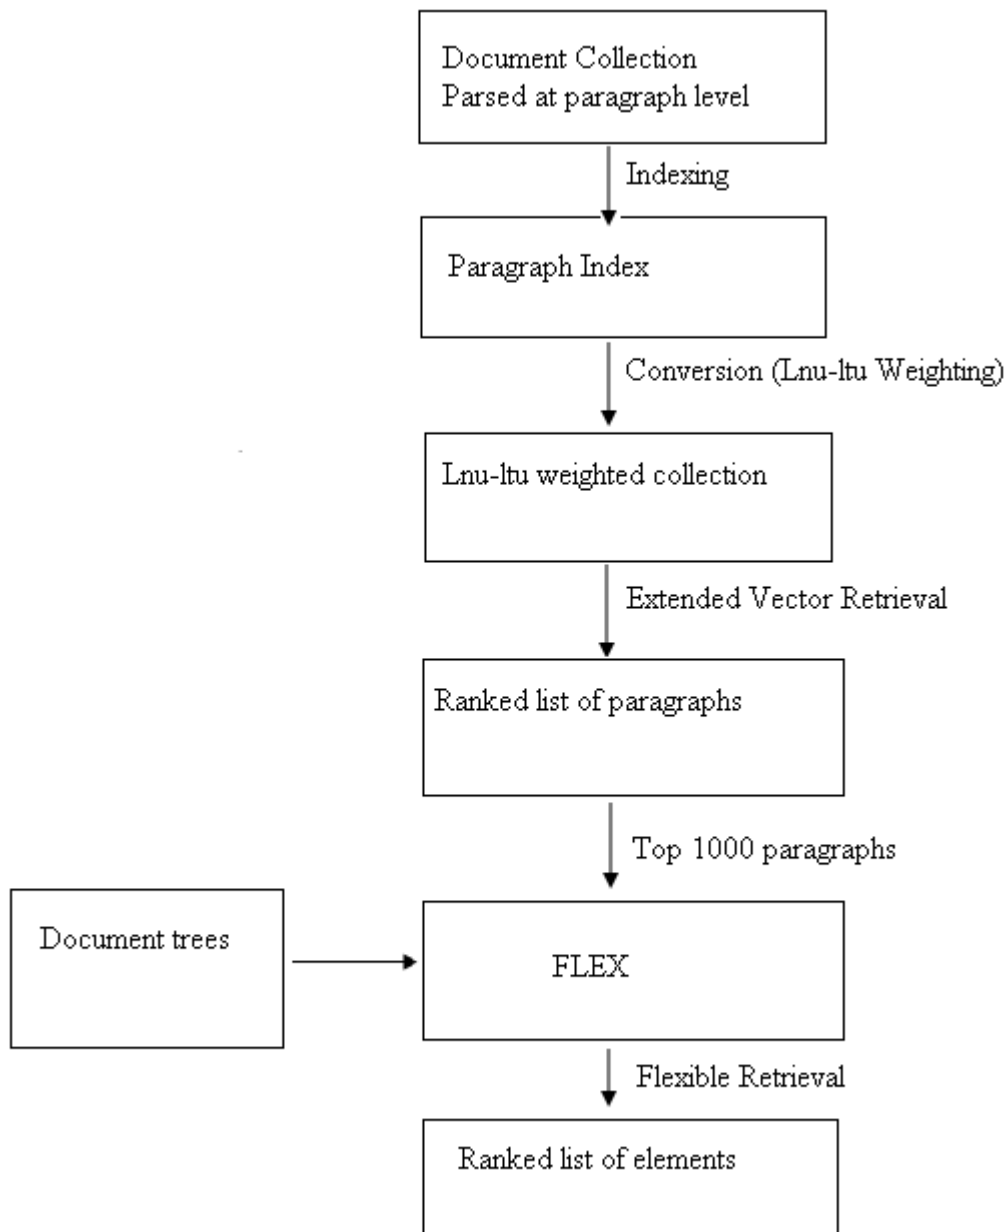 Document Collection
Parsed at paragraph level
Indexing
Paragraph Index
Conversion (Lnu-ltu Weighting)
Lnu-ltu weighted collection
Extended Vector Retrieval
Ranked list of paragraphs
Top 1000 paragraphs
Document trees
FLEX
Flexible Retrieval
Ranked list of elements